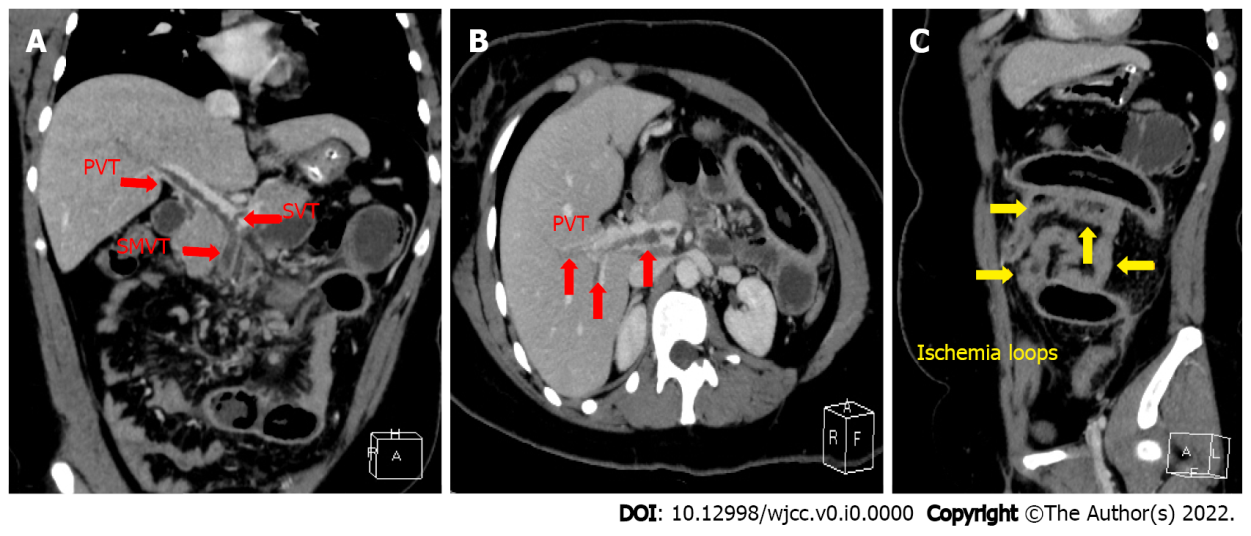 A
B
C
PVT
SVT
SMVT
PVT
Ischemia loops
H
R
A
A
R
F
A
L
F
DOI: 10.12998/wjcc.v0.i0.0000 Copyright ©The Author(s) 2022.